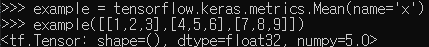 >>> example = tensorflow.keras.metrics.Mean(name='x')
>>> example([[1,2,3],[4,5,6],[7,8,9]])
<tf.Tensor: shape=(), dtype=float32, numpy=5.0>